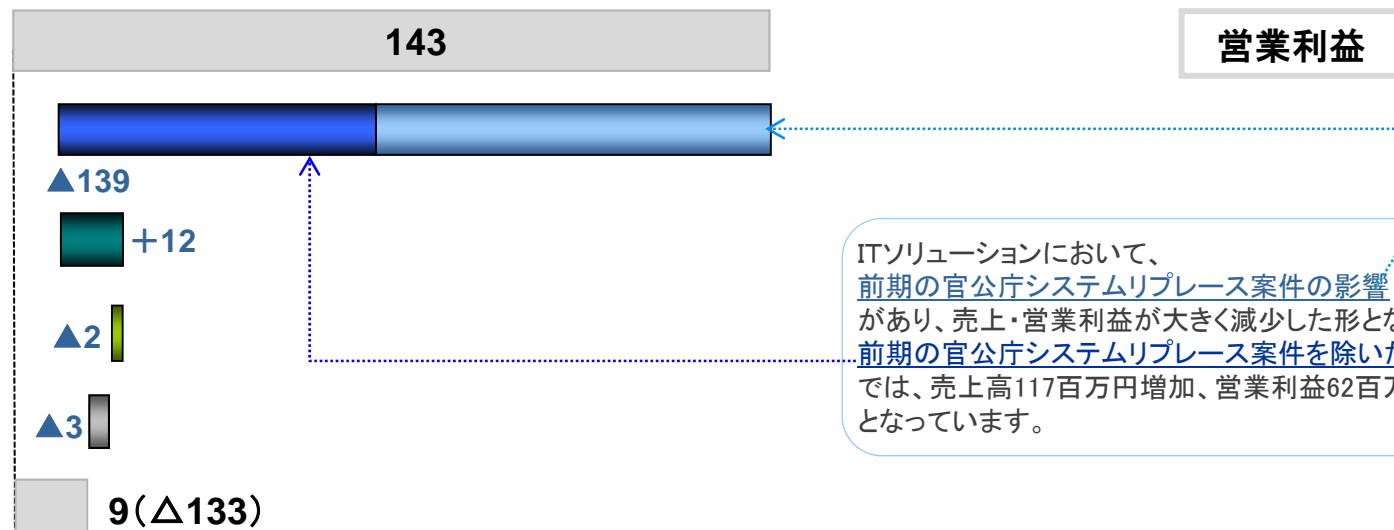 143
営業利益
▲139
＋12
▲2
▲3
9（△133）
ITソリューションにおいて、
前期の官公庁システムリプレース案件の影響
があり、売上・営業利益が大きく減少した形とな
前期の官公庁システムリプレース案件を除いた
では、売上高117百万円増加、営業利益62百万
となっています。